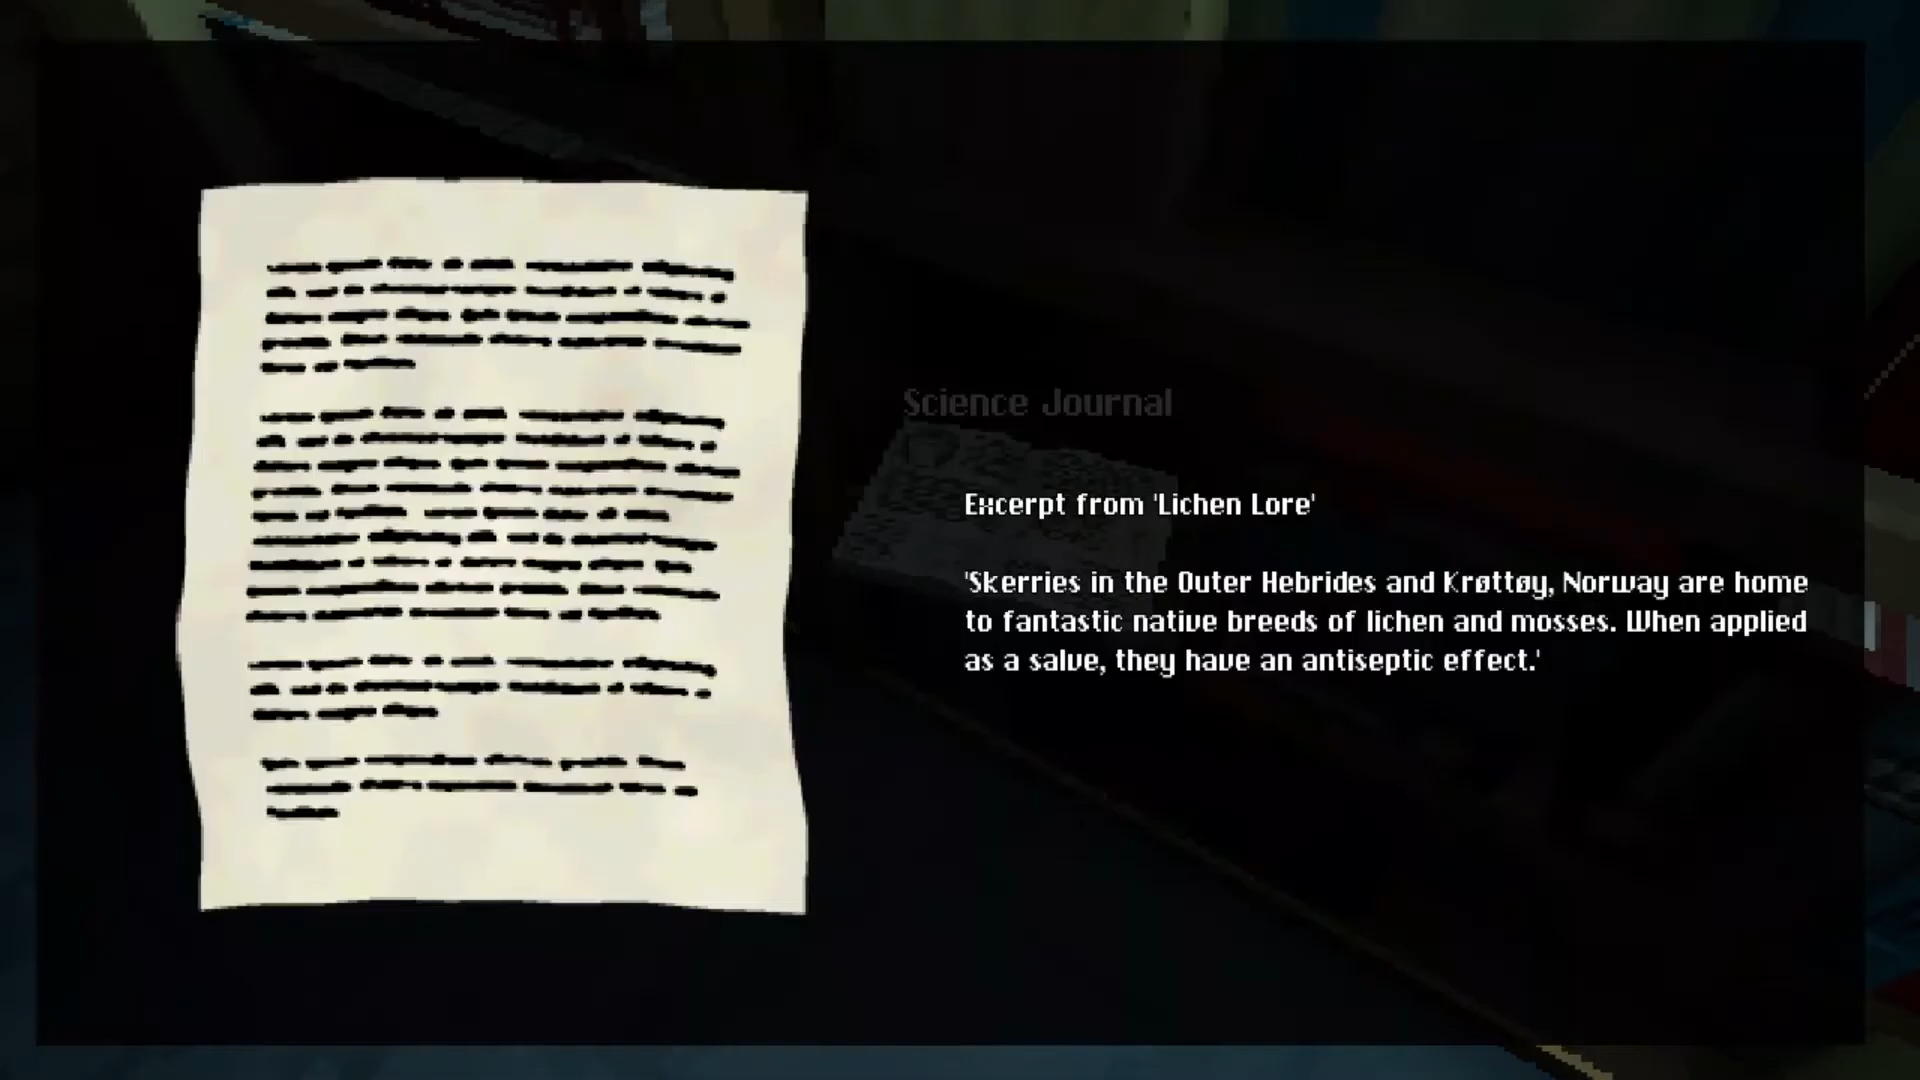 Science Journal
Excerpt from 'Lichen Lore'
'Skerries in the Outer Hebrides and Krøttøy, Norway are home
to fantastic native breeds of lichen and mosses. When applied
as a salve, they have an antiseptic effect.'